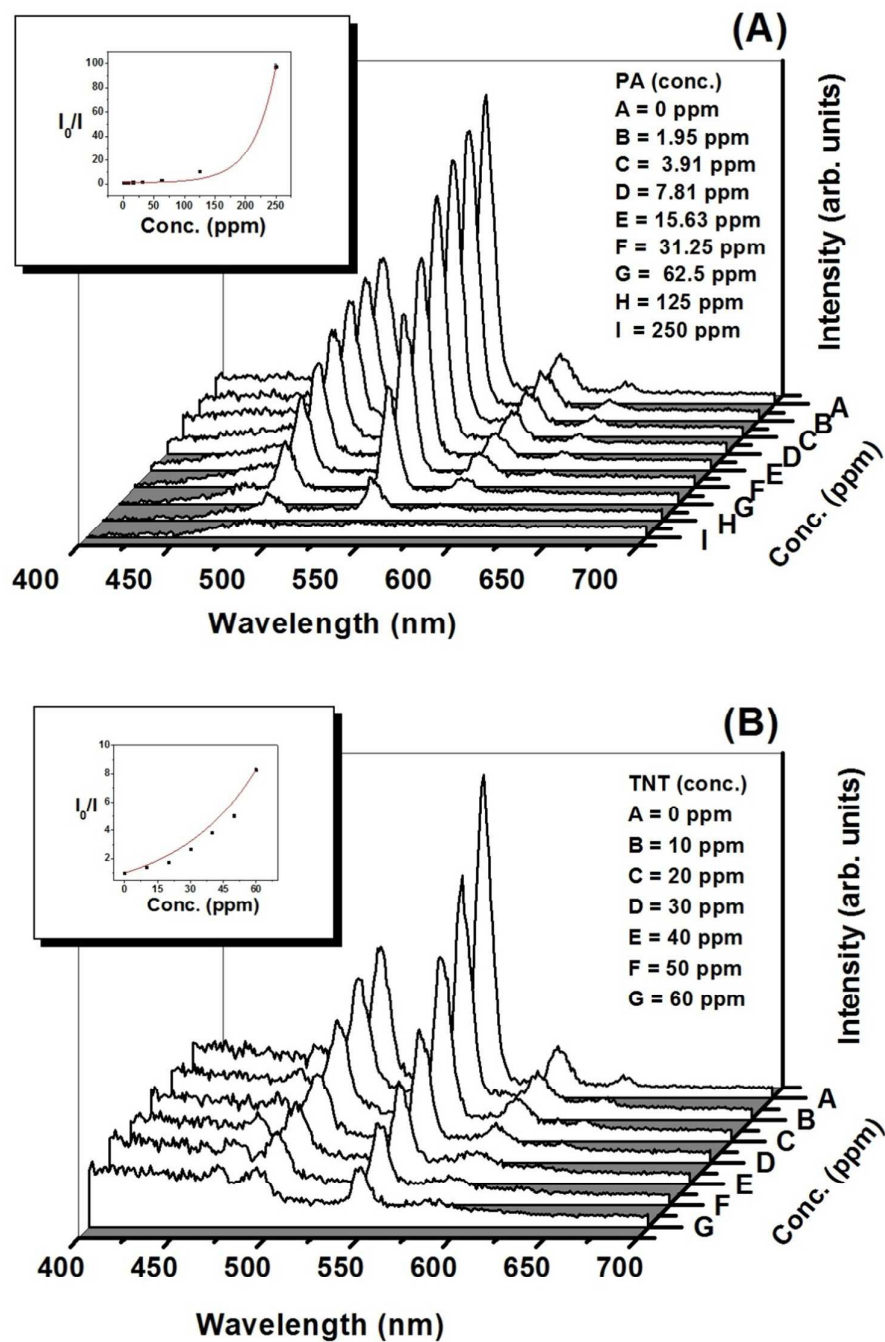 (A)
100
80
60
40
20
0
I0/I
0 50 100 150 200 250
Conc. (ppm)
PA (conc.)
A = 0 ppm
B = 1.95 ppm
C = 3.91 ppm
D = 7.81 ppm
E = 15.63 ppm
F = 31.25 ppm
G = 62.5 ppm
H = 125 ppm
I = 250 ppm
Intensity (arb. units)
A
B
C
D
E
F
G
H
I
Conc. (ppm)
400 450 500 550 600 650 700
Wavelength (nm)
(B)
10
8
6
4
2
I0/I
0 15 30 45 60
Conc. (ppm)
TNT (conc.)
A = 0 ppm
B = 10 ppm
C = 20 ppm
D = 30 ppm
E = 40 ppm
F = 50 ppm
G = 60 ppm
Intensity (arb. units)
A
B
C
D
E
F
G
Conc. (ppm)
400 450 500 550 600 650 700
Wavelength (nm)